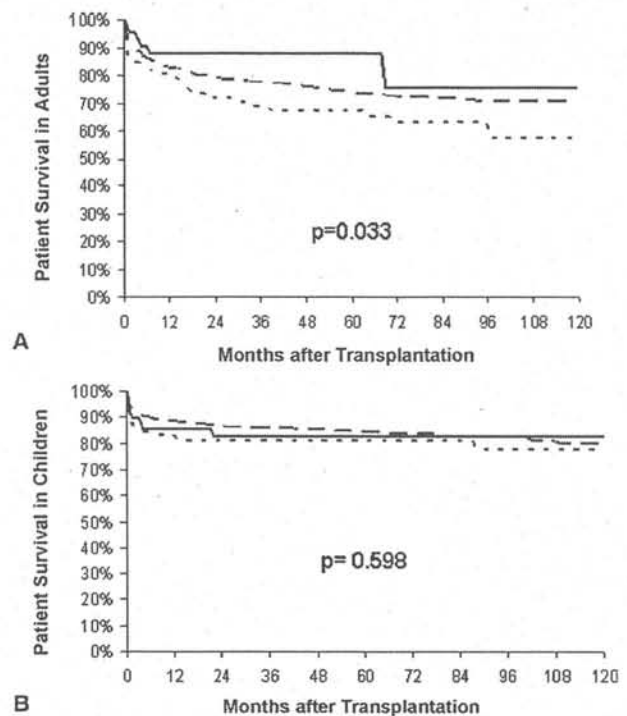 Patient Survival in Adults
100%
90%
80%
70%
60%
50%
40%
30%
20%
10%
0%
p=0.033
0 12 24 36 48 60 72 84 96 108 120
A
Months after Transplantation
Patient Survival in Children
100%
90%
80%
70%
60%
50%
40%
30%
20%
10%
0%
p= 0.598
0 12 24 36 48 60 72 84 96 108 120
B
Months after Transplantation